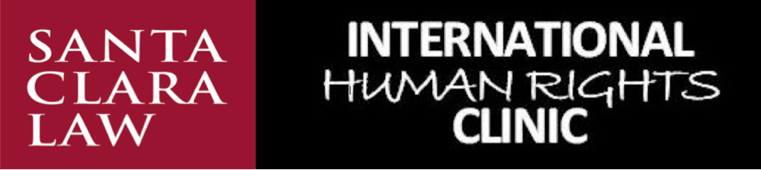 SANTA
CLARA
LAW
INTERNATIONAL
HUMAN RIGHTS
CLINIC